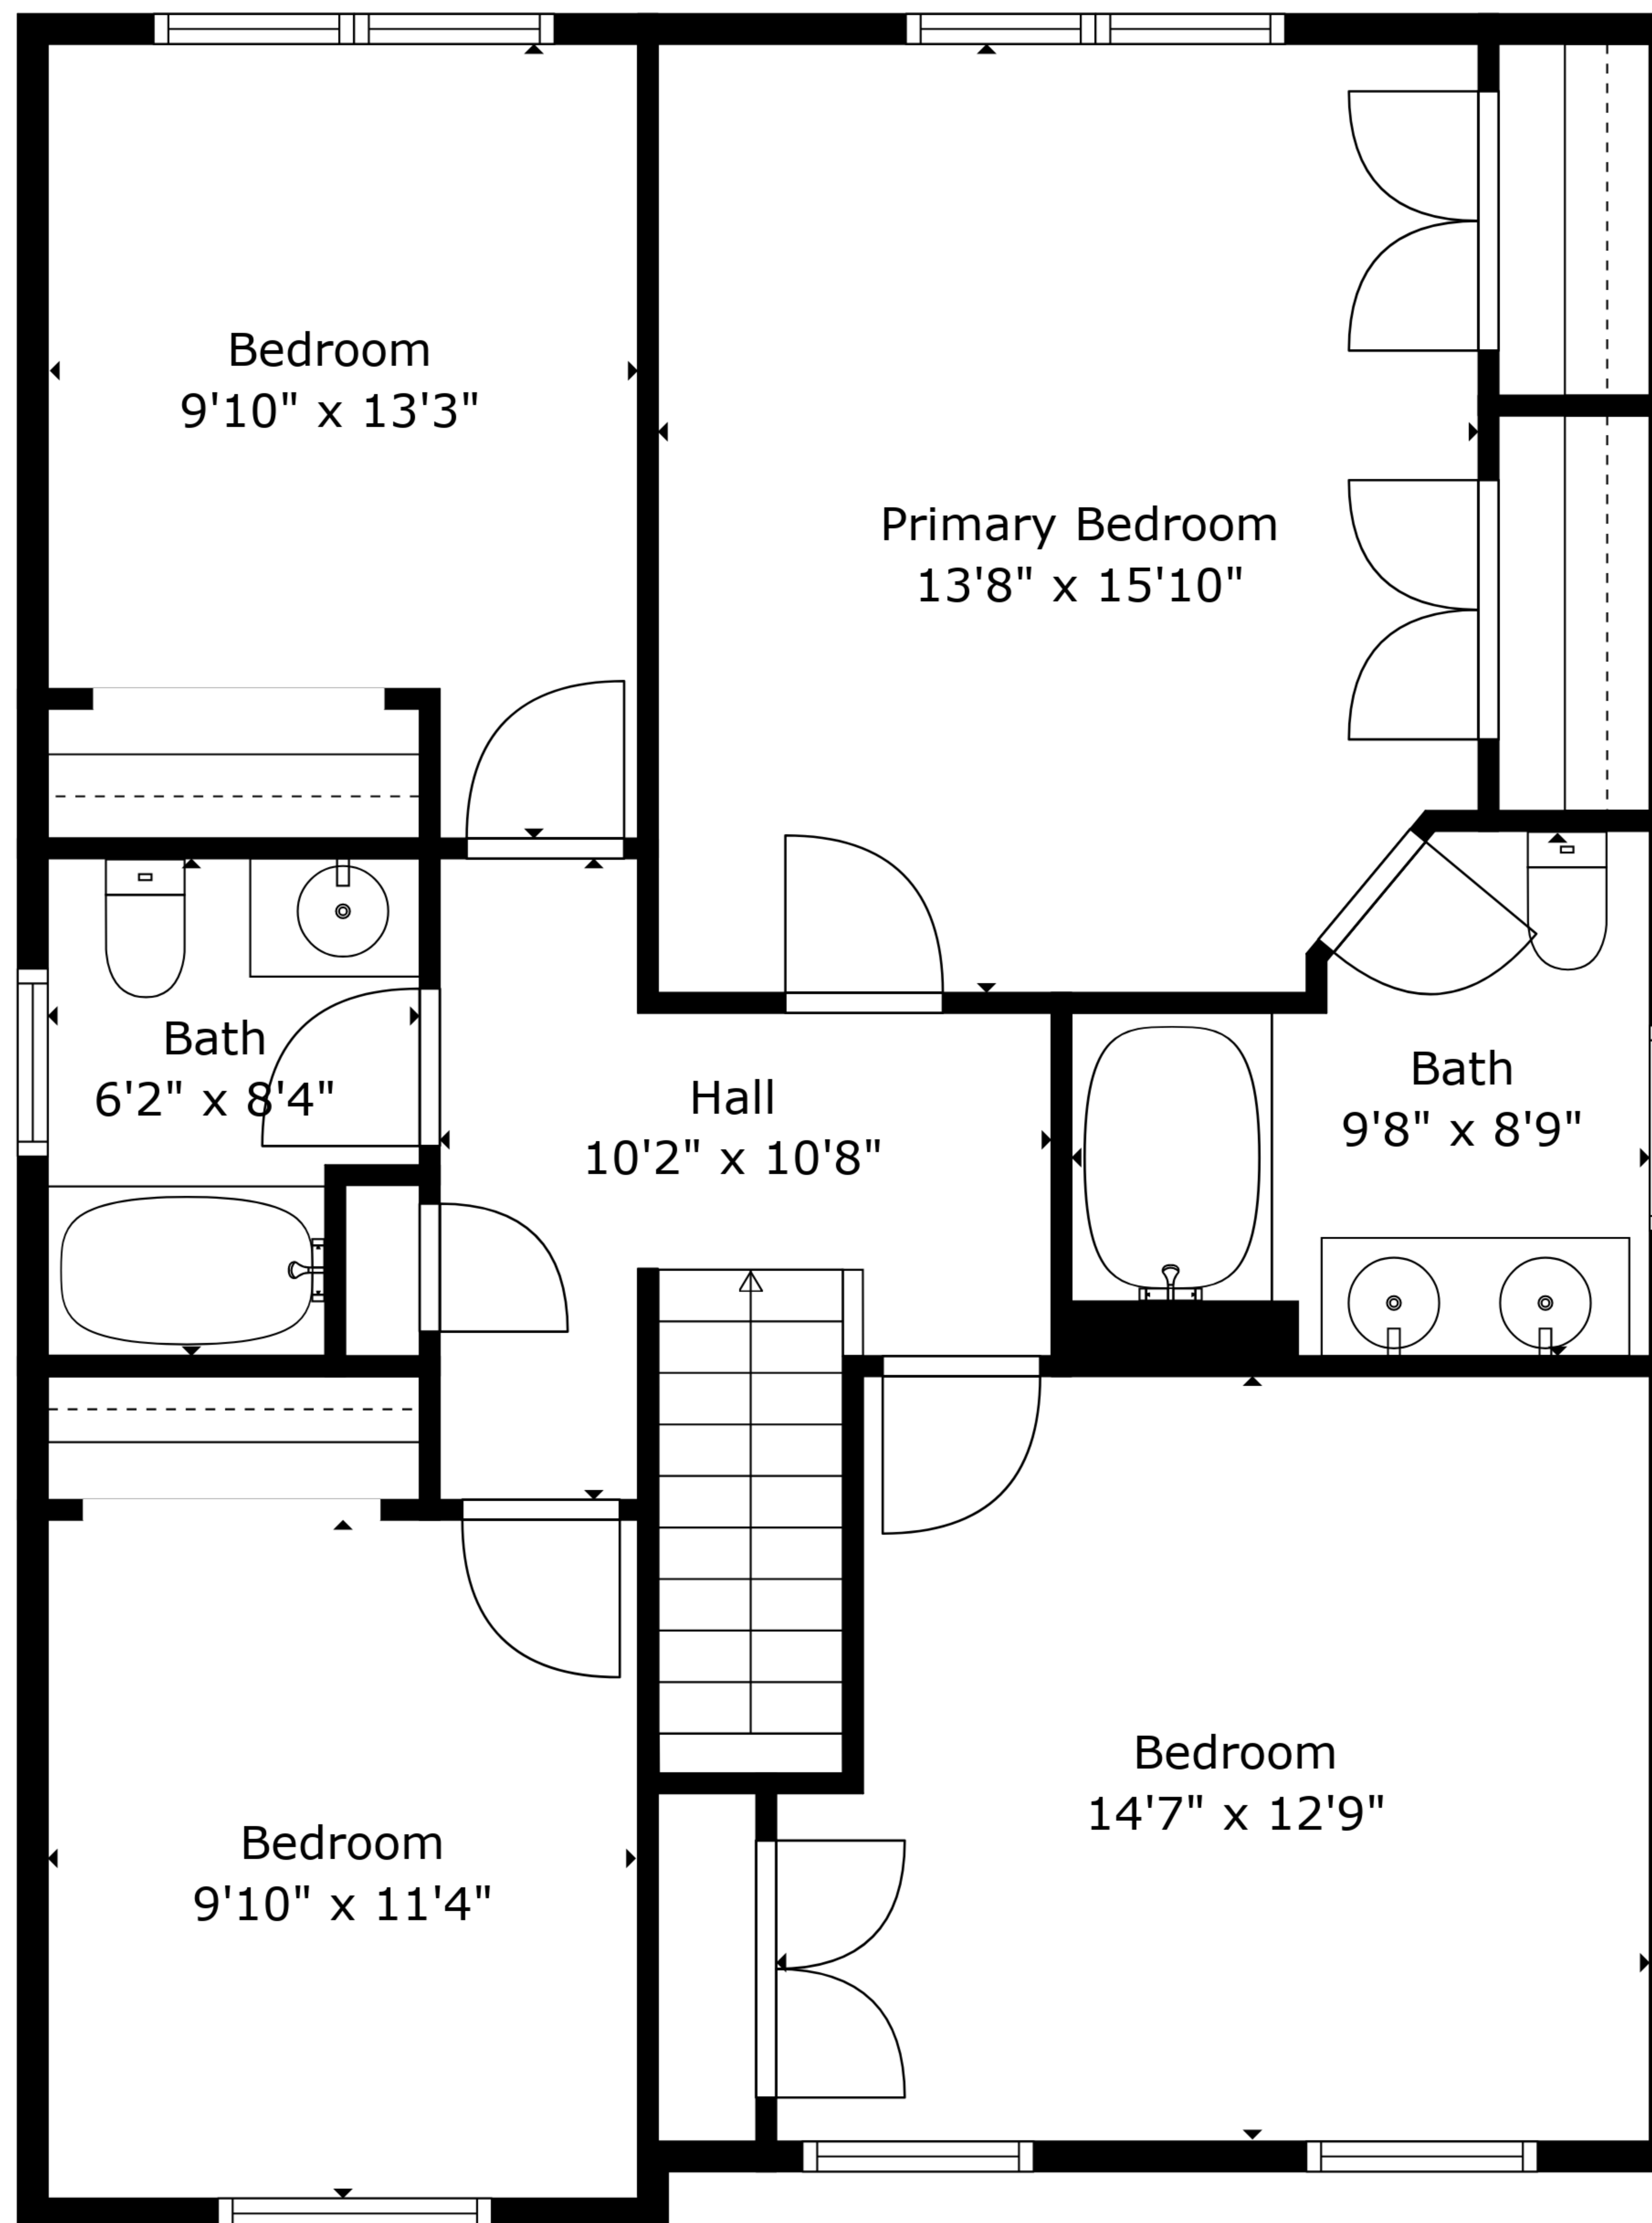 Bedroom
9'10" x 13'3"
Primary Bedroom
13'8" x 15'10"
Bath
6'2" x 8'4"
Hall
10'2" x 10'8"
Bath
9'8" x 8'9"
Bedroom
14'7" x 12'9"
Bedroom
9'10" x 11'4"